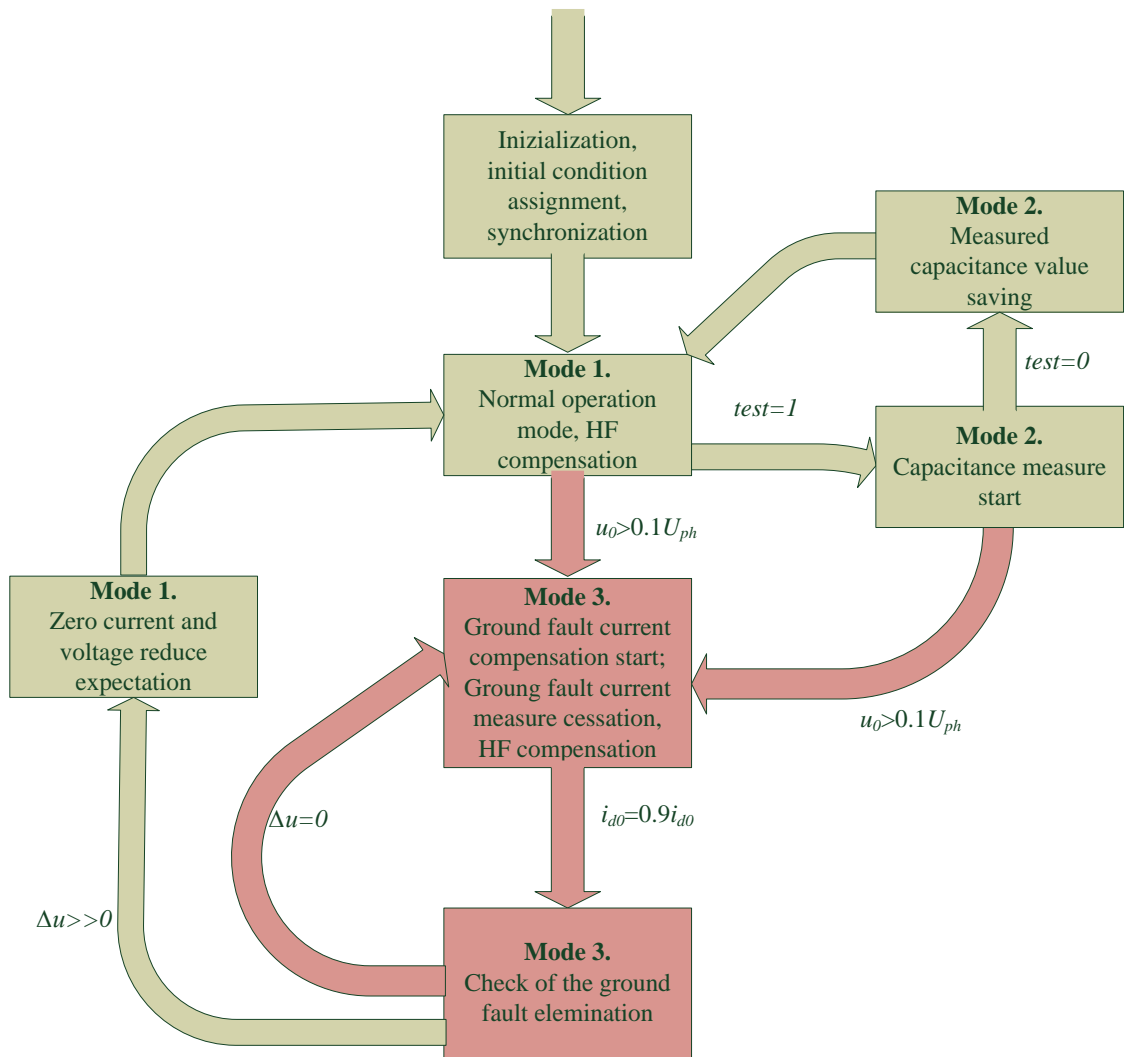 Inizialization,
initial condition
assignment,
synchronization
Mode 2.
Measured
capacitance value
saving
test=0
Mode 1.
Normal operation
mode, HF
compensation
test=1
Mode 2.
Capacitance measure
start
u0>0.1Uph
Mode 1.
Zero current and
voltage reduce
expectation
Mode 3.
Ground fault current
compensation start;
Groung fault current
measure cessation,
HF compensation
u0>0.1Uph
Δu=0
id0=0.9id0
Δu>>0
Mode 3.
Check of the ground
fault elemination